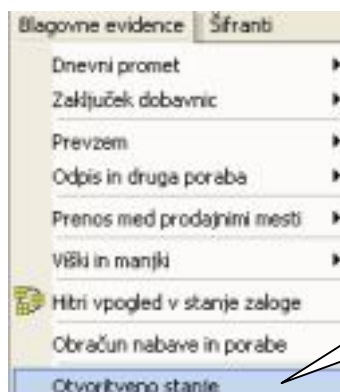 Blagovne evidence Šifranti
Dnevni promet
Zaključek dobavnic
Prevzem
Odpis in druga poraba
Prenos med prodajnimi mesti
Viški in manjki
Hitri vpogled v stanje zaloge
Obračun nabave in porabe
Otvoritveno stanje